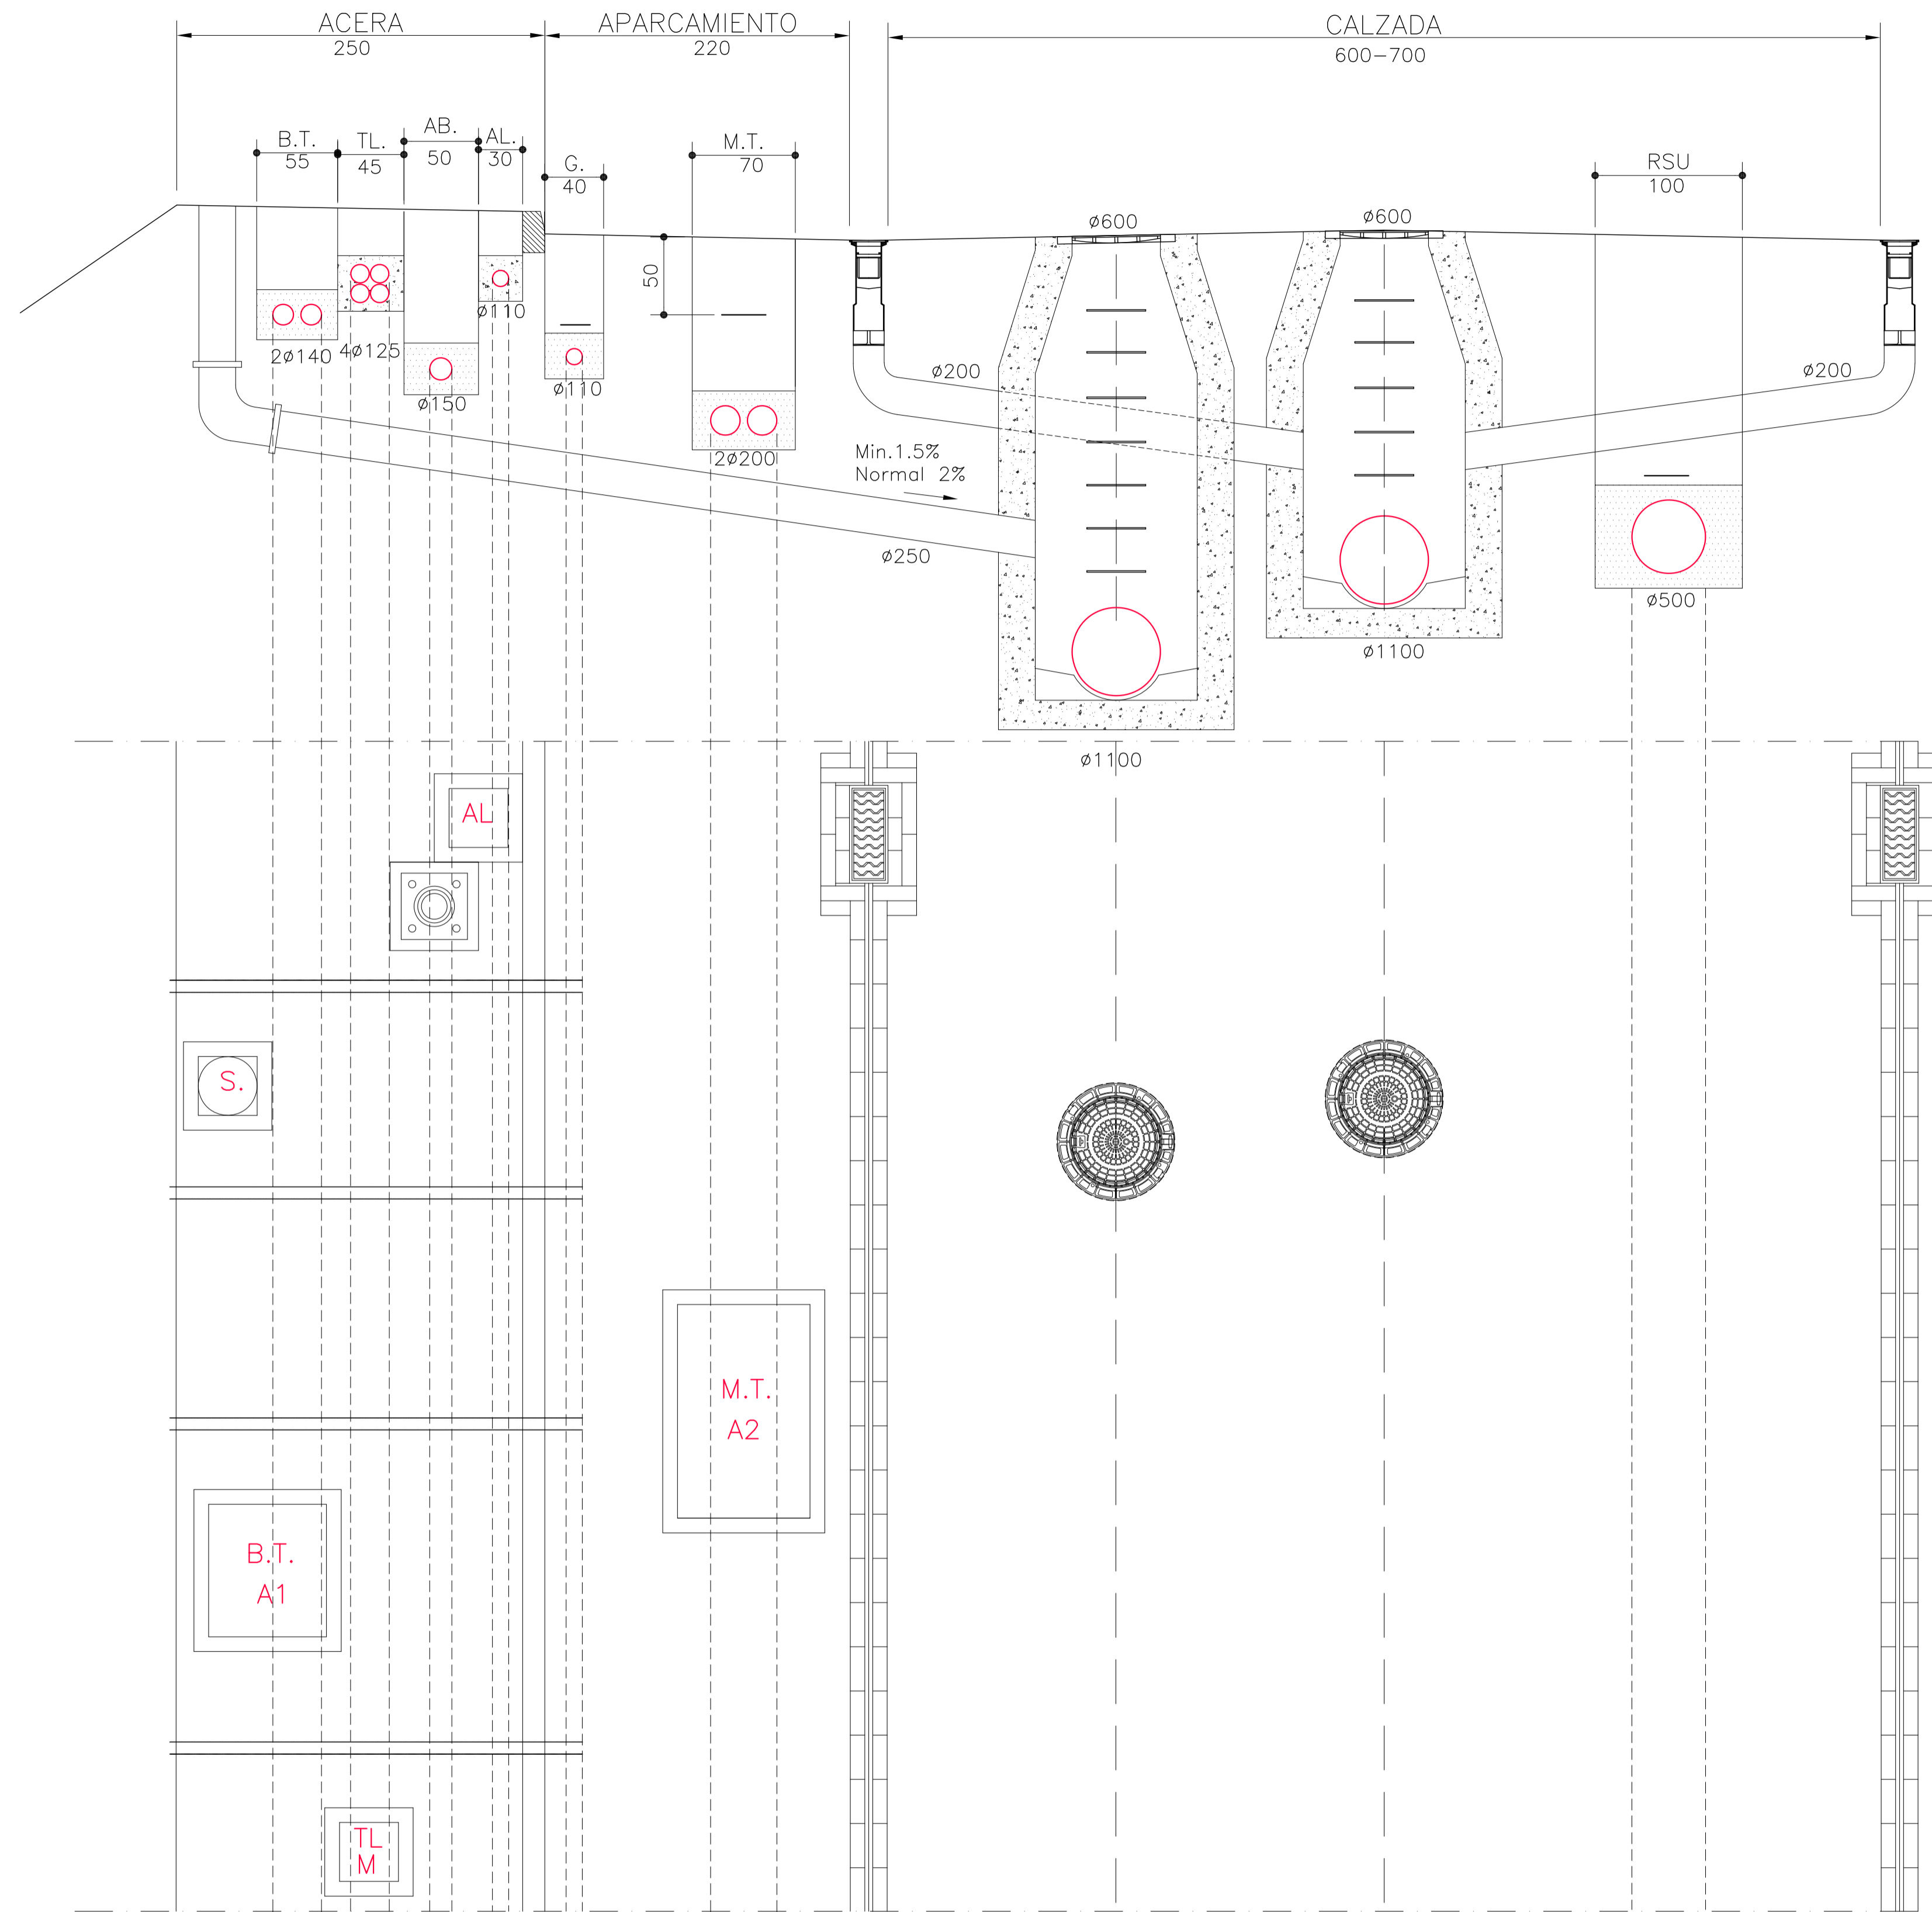 ACERA
250
APARCAMIENTO
220
CALZADA
600-700
B.T.
55
TL.
45
AB.
50
AL.
30
G.
40
M.T.
70
RSU
100
50
ø600
ø600
2ø140
4ø125
ø150
ø110
ø110
2ø200
ø200
ø200
Min.1.5%
Normal 2%
ø250
ø500
ø1100
ø1100
AL
S.
M.T.
A2
B.T.
A1
TL
M